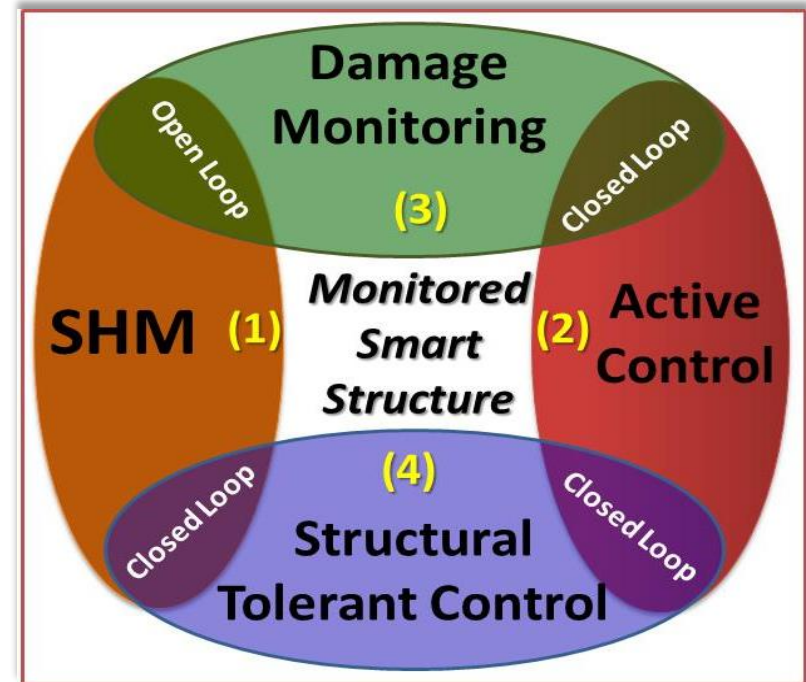 Damage
Monitoring
Open Loop
Closed Loop
(3)
SHM
(1)
Monitored
Smart
Structure
(2)
Active
Control
(4)
Closed Loop
Closed Loop
Structural
Tolerant Control